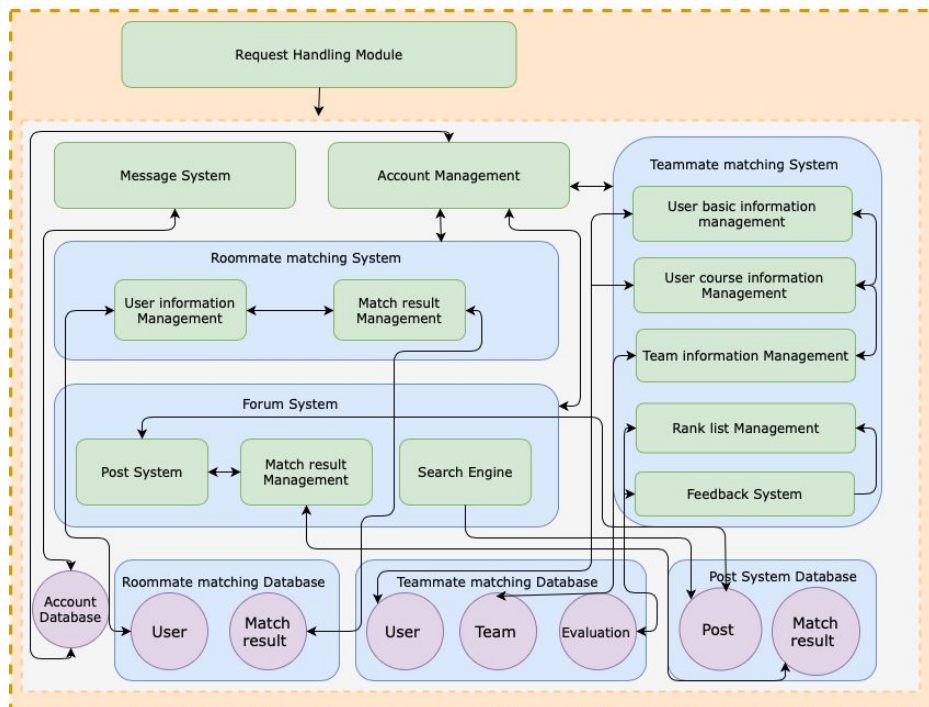 Request Handling Module
Message System
Account Management
Teammate matching System
User basic information
management
User course information
Management
Team information Management
Rank list Management
Feedback System
Roommate matching System
User information
Management
Match result
Management
Forum System
Post System
Match result
Management
Search Engine
Account
Database
Roommate matching Database
User
Match
result
Teammate matching Database
User
Team
Evaluation
Post System Database
Post
Match
result